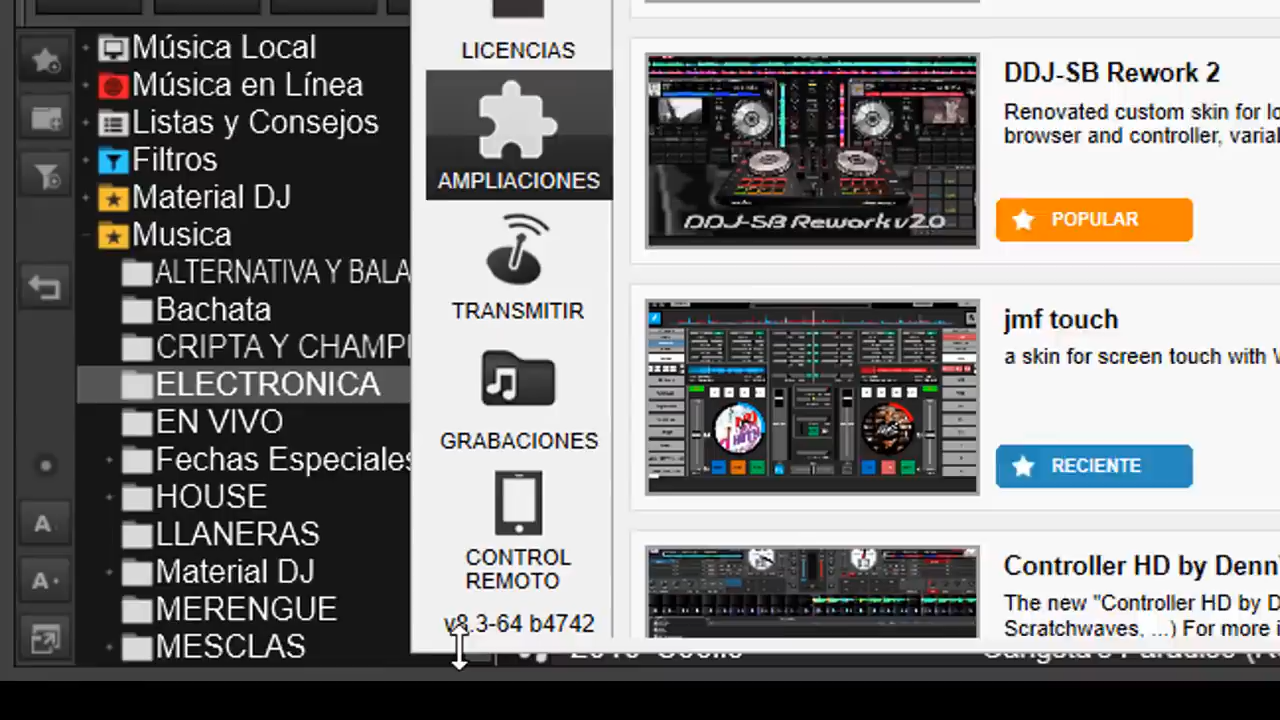 Música Local
Música en Línea
Listas y Consejos
Filtros
Material DJ
Musica
ALTERNATIVA Y BALA
Bachata
CRIPTA Y CHAMP
ELECTRONICA
EN VIVO
Fechas Especiales
HOUSE
LLANERAS
Material DJ
MERENGUE
MESCLAS
A
A
LICENCIAS
AMPLIACIONES
TRANSMITIR
GRABACIONES
CONTROL
REMOTO
v8.3-64 b4742
DDJ-SB Rework 2
Renovated custom skin for lo
browser and controller, varial
POPULAR
DDJ-SB Rework v2.0
jmf touch
a skin for screen touch with
RECIENTE
Controller HD by Denn
The new "Controller HD by D
Scratchwaves, ...) For more i